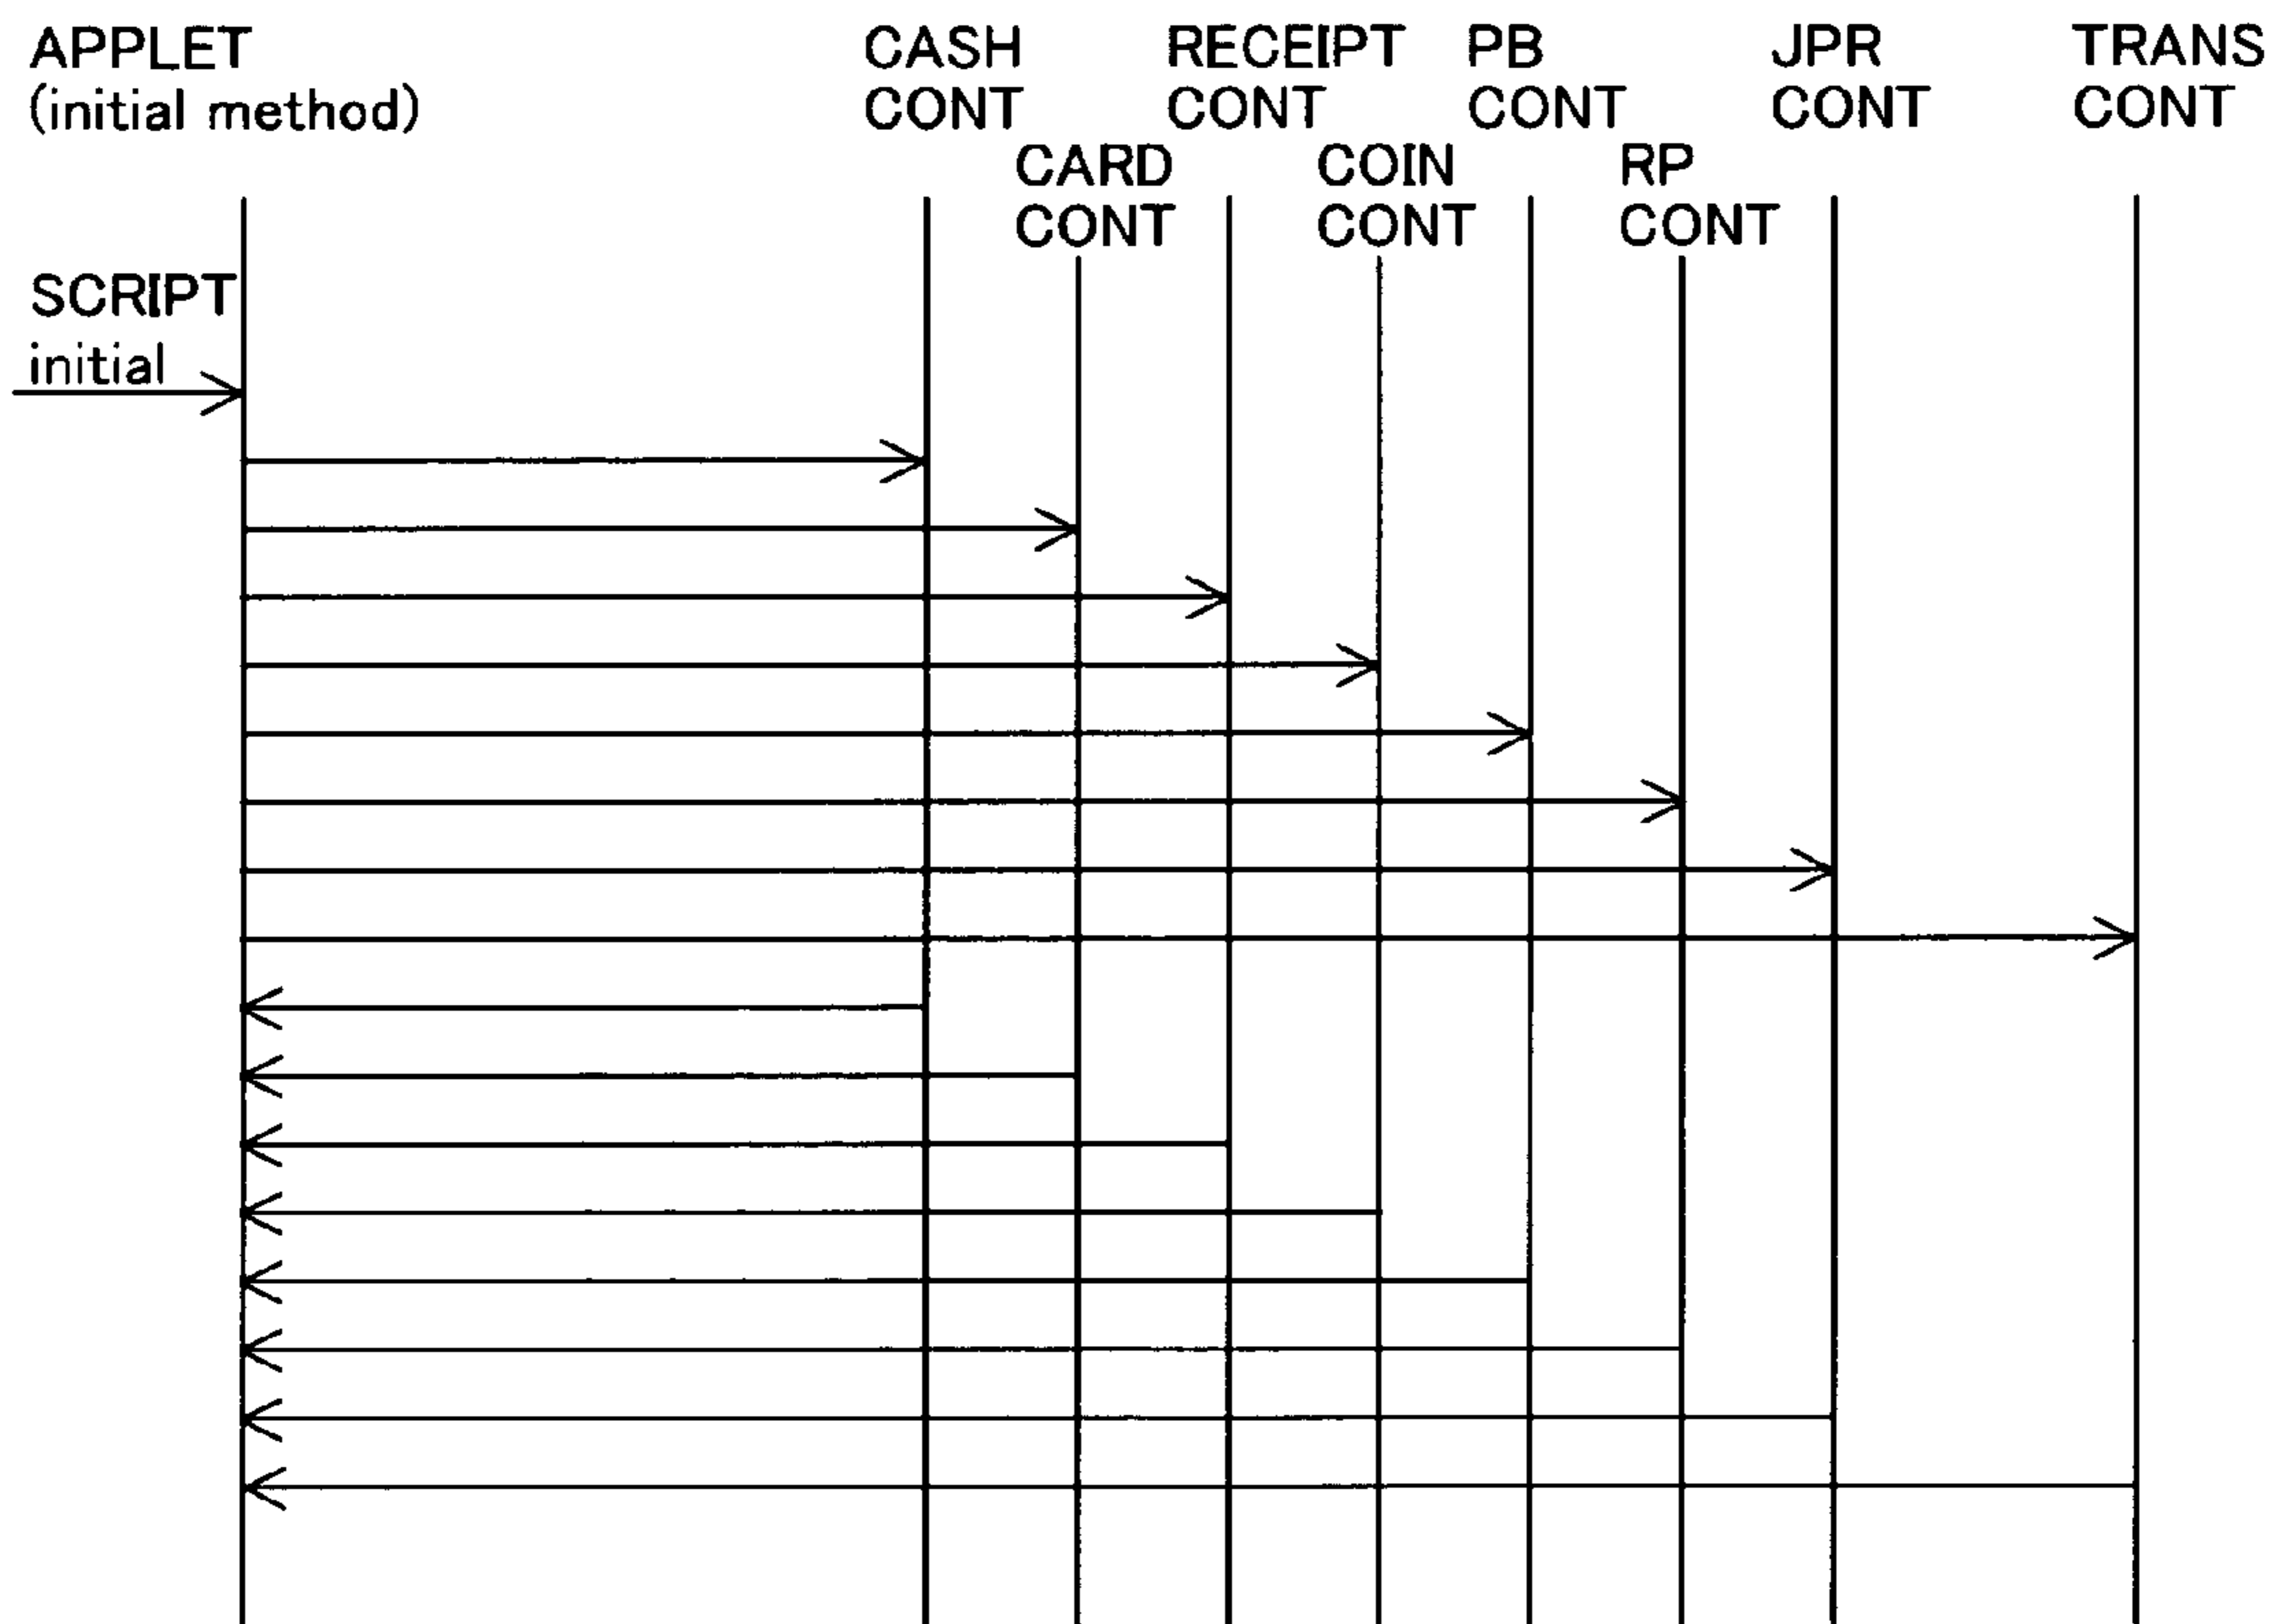 APPLET
(initial method)
CASH
CONT
RECEIPT
CONT
PB
CONT
JPR
CONT
TRANS
CONT
CARD
CONT
COIN
CONT
RP
CONT
SCRIPT
initial